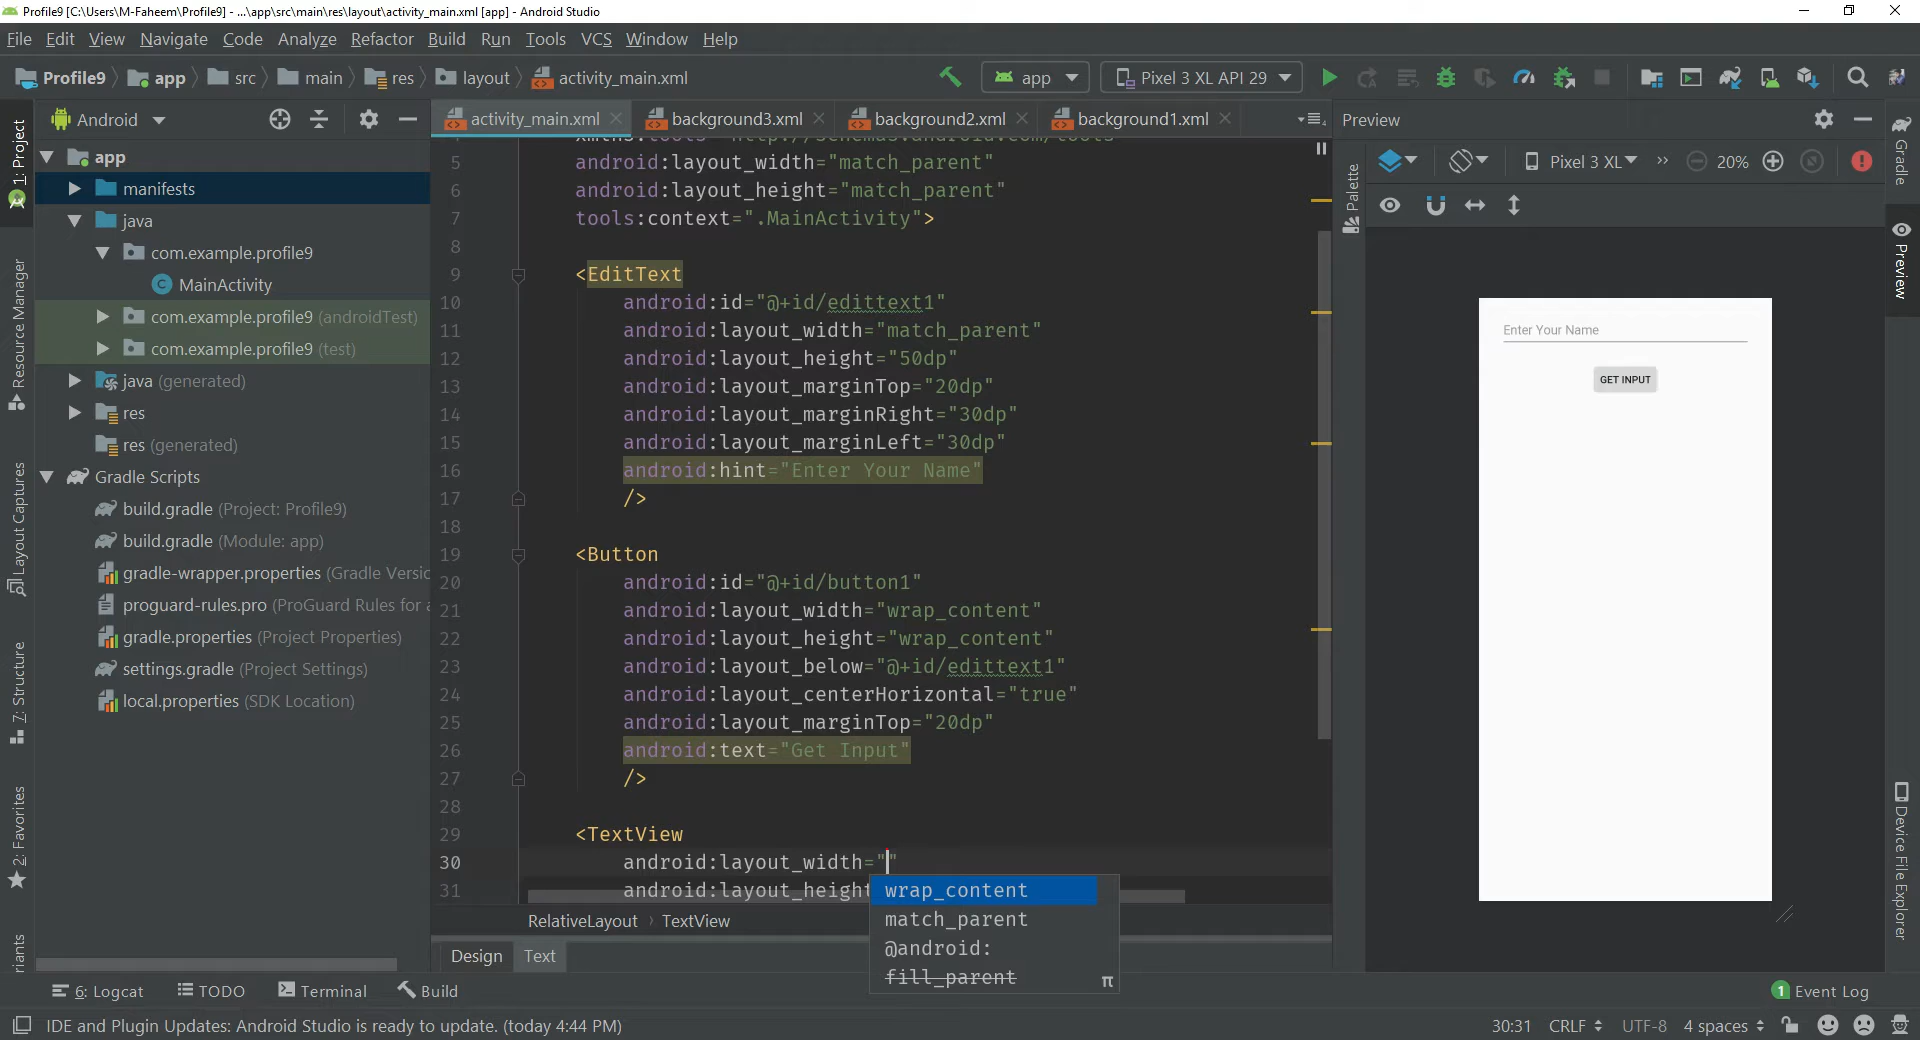 Profile9 [C:\Users\M-Faheem\Profile9] - ...\app\src\main\res\layout\activity_main.xml [app] - Android Studio
File Edit View Navigate Code Analyze Refactor Build Run Tools VCS Window Help
Profile9 app src main res layout activity_main.xml
app Pixel 3 XL API 29
1: Project
Resource Manager
Layout Captures
7: Structure
2: Favorites
Android
app
manifests
java
com.example.profile9
MainActivity
com.example.profile9 (androidTest)
com.example.profile9 (test)
java (generated)
res
res (generated)
Gradle Scripts
build.gradle (Project: Profile9)
build.gradle (Module: app)
gradle-wrapper.properties (Gradle Versic
proguard-rules.pro (ProGuard Rules for a
gradle.properties (Project Properties)
settings.gradle (Project Settings)
local.properties (SDK Location)
activity_main.xml background3.xml background2.xml background1.xml
5 android:layout_width="match_parent"
6 android:layout_height="match_parent"
7 tools:context=".MainActivity">
8
9 <EditText
10 android:id="@+id/edittext1"
11 android:layout_width="match_parent"
12 android:layout_height="50dp"
13 android:layout_marginTop="20dp"
14 android:layout_marginRight="30dp"
15 android:layout_marginLeft="30dp"
16 android:hint="Enter Your Name"
17 />
18
19 <Button
20 android:id="@+id/button1"
21 android:layout_width="wrap_content"
22 android:layout_height="wrap_content"
23 android:layout_below="@+id/edittext1"
24 android:layout_centerHorizontal="true"
25 android:layout_marginTop="20dp"
26 android:text="Get Input"
27 />
28
29 <TextView
30 android:layout_width=""
31 android:layout_height
wrap_content
match_parent
@android:
fill_parent
π
RelativeLayout TextView
Design Text
Preview
Palette
Pixel 3 XL 20%
Enter Your Name
GET INPUT
Gradle
Preview
Device File Explorer
6: Logcat TODO Terminal Build
1 Event Log
IDE and Plugin Updates: Android Studio is ready to update. (today 4:44 PM)
30:31 CRLF UTF-8 4 spaces